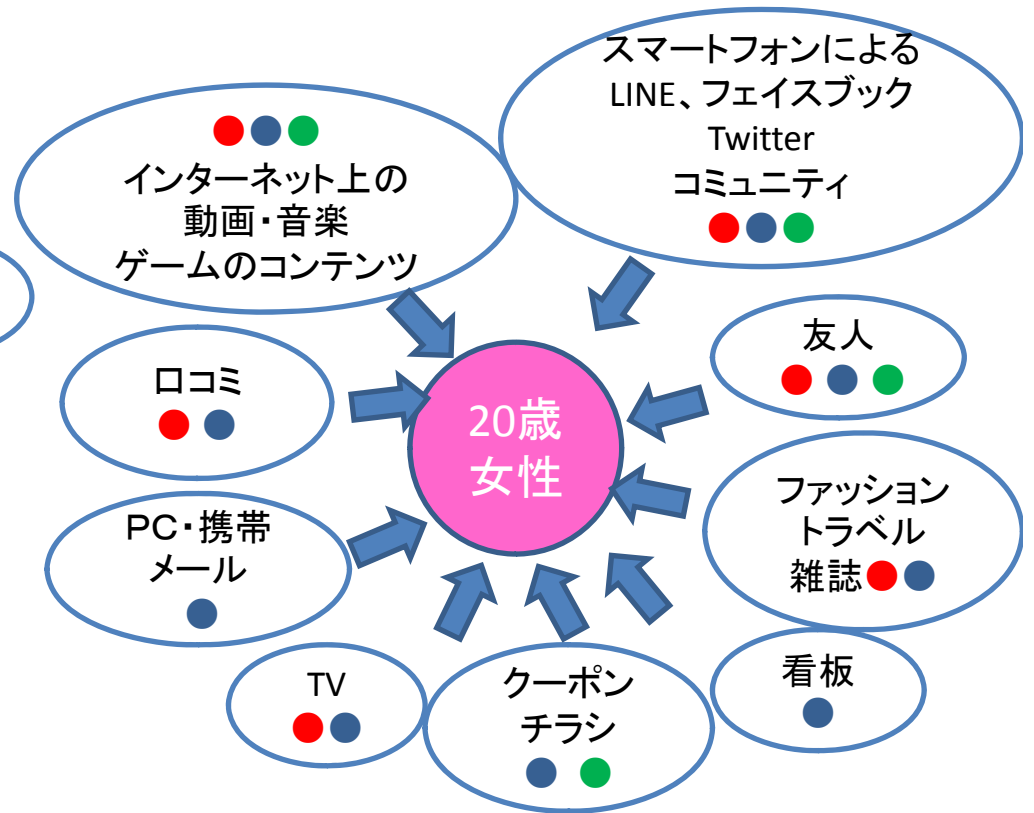 スマートフォンによる
LINE、フェイスブック
Twitter
コミュニティ
インターネット上の
動画・音楽
ゲームのコンテンツ
友人
口コミ
20歳
女性
ファッション
トラベル
雑誌
PC・携帯
メール
看板
TV
クーポン
チラシ